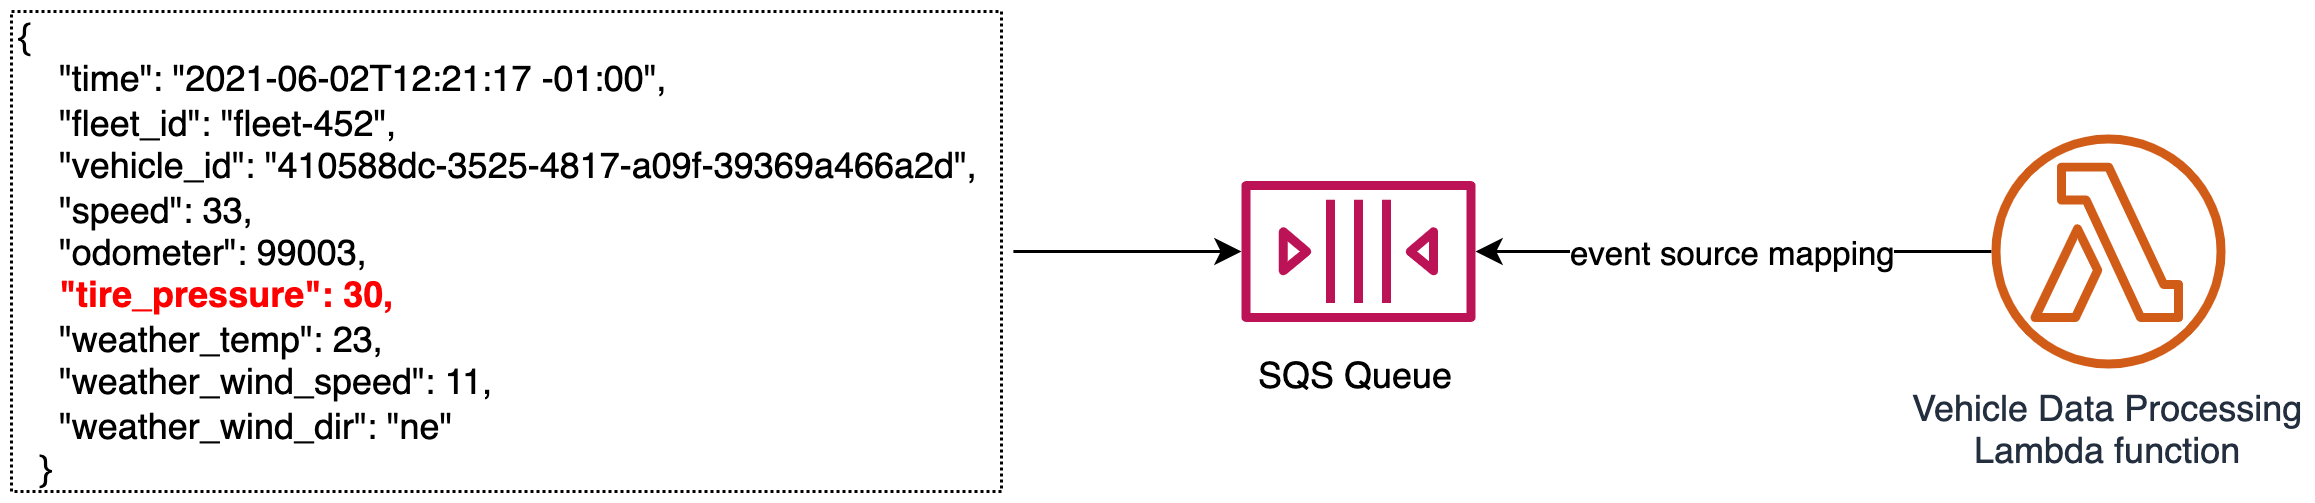 {
"time": "2021-06-02T12:21:17 -01:00",
"fleet_id": "fleet-452",
"vehicle_id": "410588dc-3525-4817-a09f-39369a466a2d",
"speed": 33,
"odometer": 99003,
"tire_pressure": 30,
"weather_temp": 23,
"weather_wind_speed": 11,
"weather_wind_dir": "ne"
}
SQS Queue
event source mapping
Vehicle Data Processing
Lambda function